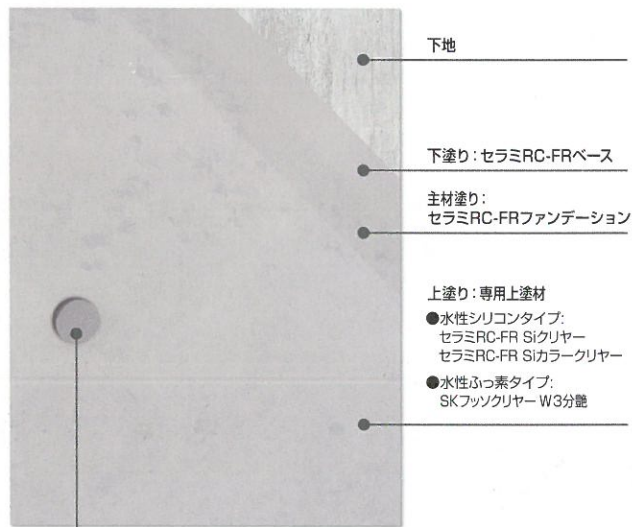 下地
下塗り:セラミRC-FRベース
主材塗り:
セラミRC-FRファンデーション
上塗り:専用上塗材
●水性シリコンタイプ:
セラミRC-FR Siクリヤー
セラミRC-FR Siカラークリヤー
●水性ふっ素タイプ:
SKフッソクリヤー W3分艶